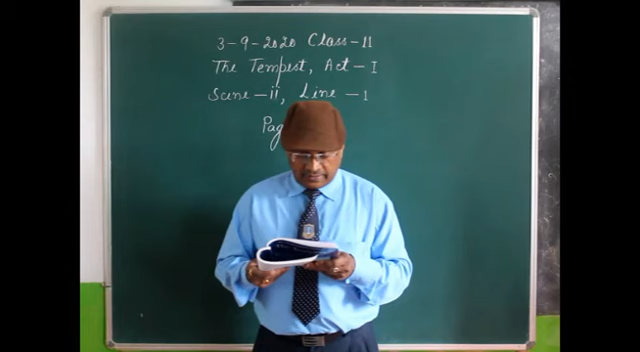 3-9-2020 Class-11
The Tempest, Act-I
Scene-ii, Line-1